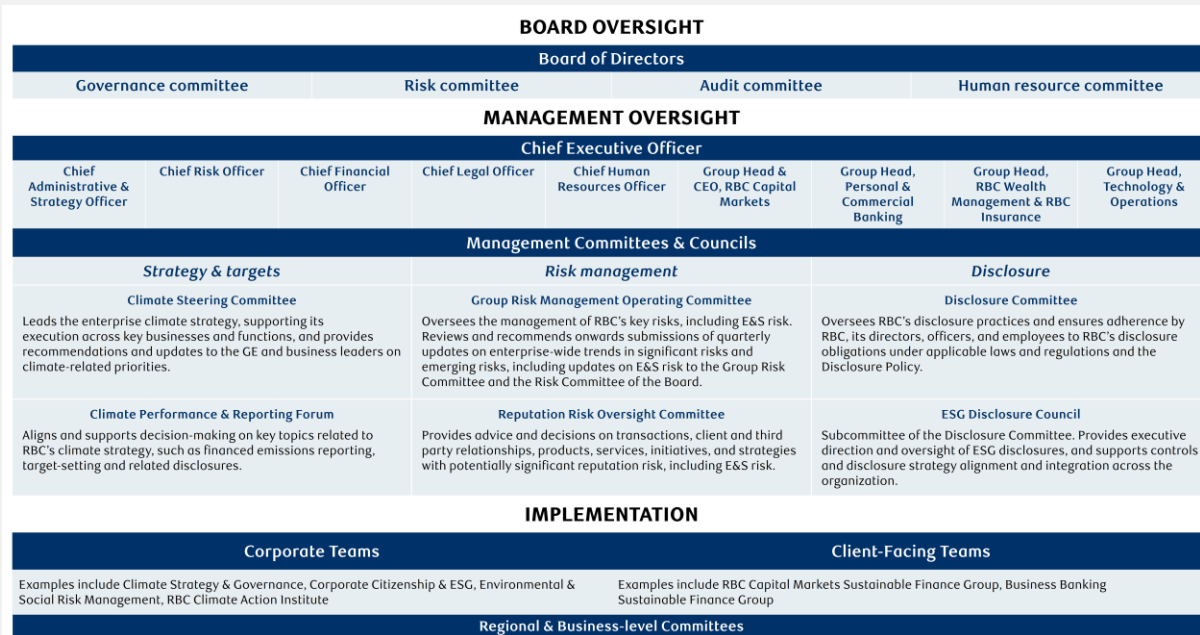 BOARD OVERSIGHT
Board of Directors
Governance committee
Risk committee
Audit committee
Human resource committee
MANAGEMENT OVERSIGHT
Chief Executive Officer
Chief
Administrative &
Strategy Officer
Chief Risk Officer
Chief Financial
Officer
Chief Legal Officer
Chief Human
Resources Officer
Group Head &
CEO, RBC Capital
Markets
Group Head,
Personal &
Commercial
Banking
Group Head,
RBC Wealth
Management & RBC
Insurance
Group Head,
Technology &
Operations
Management Committees & Councils
Strategy & targets
Risk management
Disclosure
Climate Steering Committee
Leads the enterprise climate strategy, supporting its
execution across key businesses and functions, and provides
recommendations and updates to the GE and business leaders on
climate-related priorities.
Group Risk Management Operating Committee
Oversees the management of RBC's key risks, including E&S risk.
Reviews and recommends onwards submissions of quarterly
updates on enterprise-wide trends in significant risks and
emerging risks, including updates on E&S risk to the Group Risk
Committee and the Risk Committee of the Board.
Disclosure Committee
Oversees RBC's disclosure practices and ensures adherence by
RBC, its directors, officers, and employees to RBC's disclosure
obligations under applicable laws and regulations and the
Disclosure Policy.
Climate Performance & Reporting Forum
Aligns and supports decision-making on key topics related to
RBC's climate strategy, such as financed emissions reporting,
target-setting and related disclosures.
Reputation Risk Oversight Committee
Provides advice and decisions on transactions, client and third
party relationships, products, services, initiatives, and strategies
with potentially significant reputation risk, including E&S risk.
ESG Disclosure Council
Subcommittee of the Disclosure Committee. Provides executive
direction and oversight of ESG disclosures, and supports controls
and disclosure strategy alignment and integration across the
organization.
IMPLEMENTATION
Corporate Teams
Client-Facing Teams
Examples include Climate Strategy & Governance, Corporate Citizenship & ESG, Environmental &
Social Risk Management, RBC Climate Action Institute
Examples include RBC Capital Markets Sustainable Finance Group, Business Banking
Sustainable Finance Group
Regional & Business-level Committees